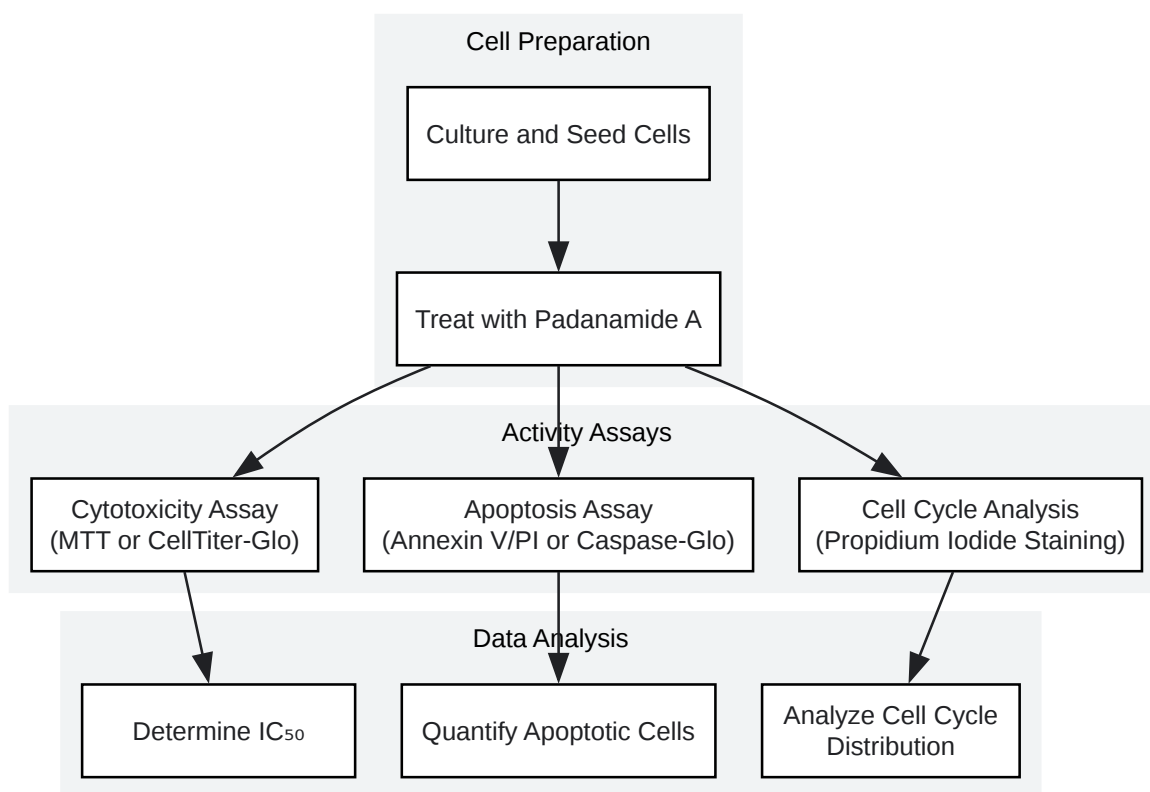 Cell Preparation
Culture and Seed Cells
Treat with Padanamide A
Activity Assays
Cytotoxicity Assay
(MTT or CellTiter-Glo)
Apoptosis Assay
(Annexin V/PI or Caspase-Glo)
Cell Cycle Analysis
(Propidium Iodide Staining)
Data Analysis
Determine IC₅₀
Quantify Apoptotic Cells
Analyze Cell Cycle
Distribution